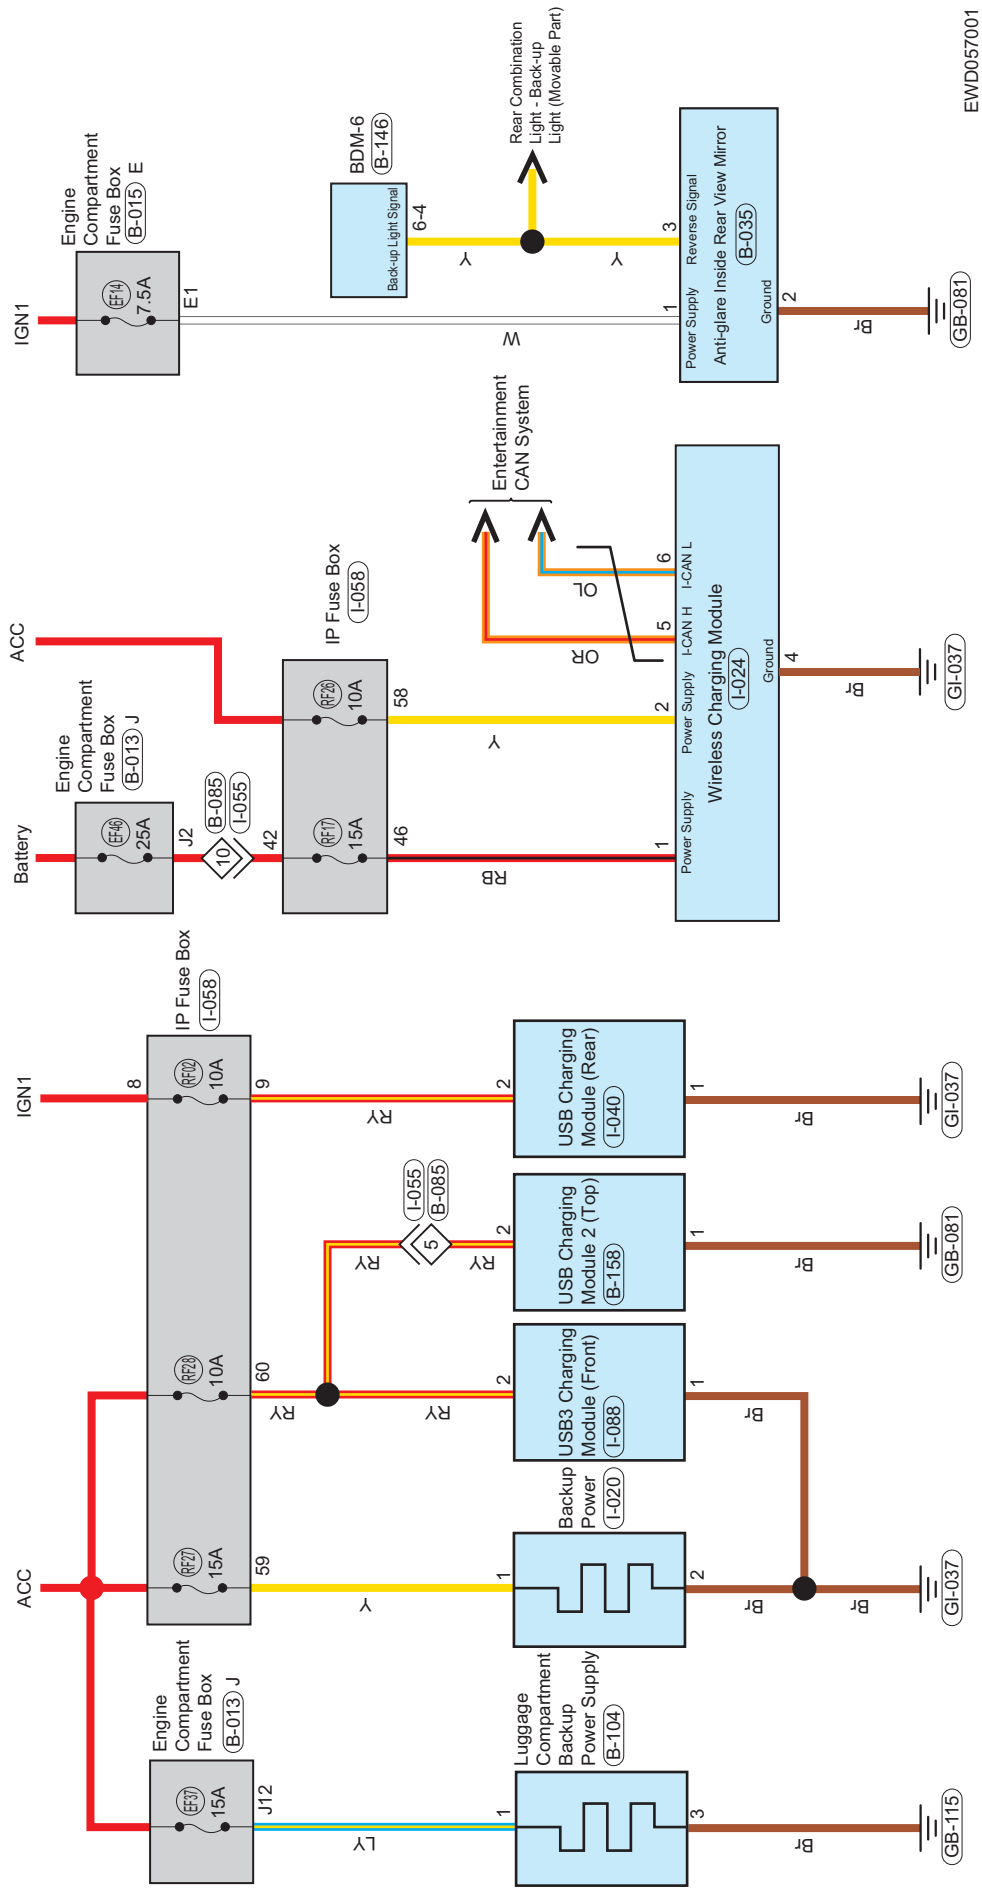 ACC
IGN1
Battery
ACC
IGN1
Engine
Compartment
Fuse Box
B-013 J
EF37
15A
J12
LY
Luggage
Compartment
Backup
Power Supply
B-104
1
3
Br
GB-115
IP Fuse Box
I-058
RF27
15A
59
Y
Backup
Power
I-020
1
2
Br
Br
GI-037
RF28
10A
60
RY
RY
USB3 Charging
Module (Front)
I-088
2
1
Br
RY
I-055
B-085
5
RY
USB Charging
Module 2 (Top)
B-158
2
1
Br
GB-081
8
RF02
10A
9
RY
USB Charging
Module (Rear)
I-040
2
1
Br
GI-037
Engine
Compartment
Fuse Box
B-013 J
EF46
25A
J2
10
B-085
I-055
42
IP Fuse Box
I-058
RF17
15A
46
RB
1
Power Supply
RF26
10A
58
Y
2
Power Supply
OR
5
I-CAN H
OL
6
I-CAN L
Entertainment
CAN System
Wireless Charging Module
I-024
Ground
4
Br
GI-037
Engine
Compartment
Fuse Box
B-015 E
EF14
7.5A
E1
W
1
Power Supply
BDM-6
B-146
Back-up Light Signal
6-4
Y
Y
Rear Combination
Light - Back-up
Light (Movable Part)
3
Reverse Signal
Anti-glare Inside Rear View Mirror
B-035
Ground
2
Br
GB-081
EWD057001